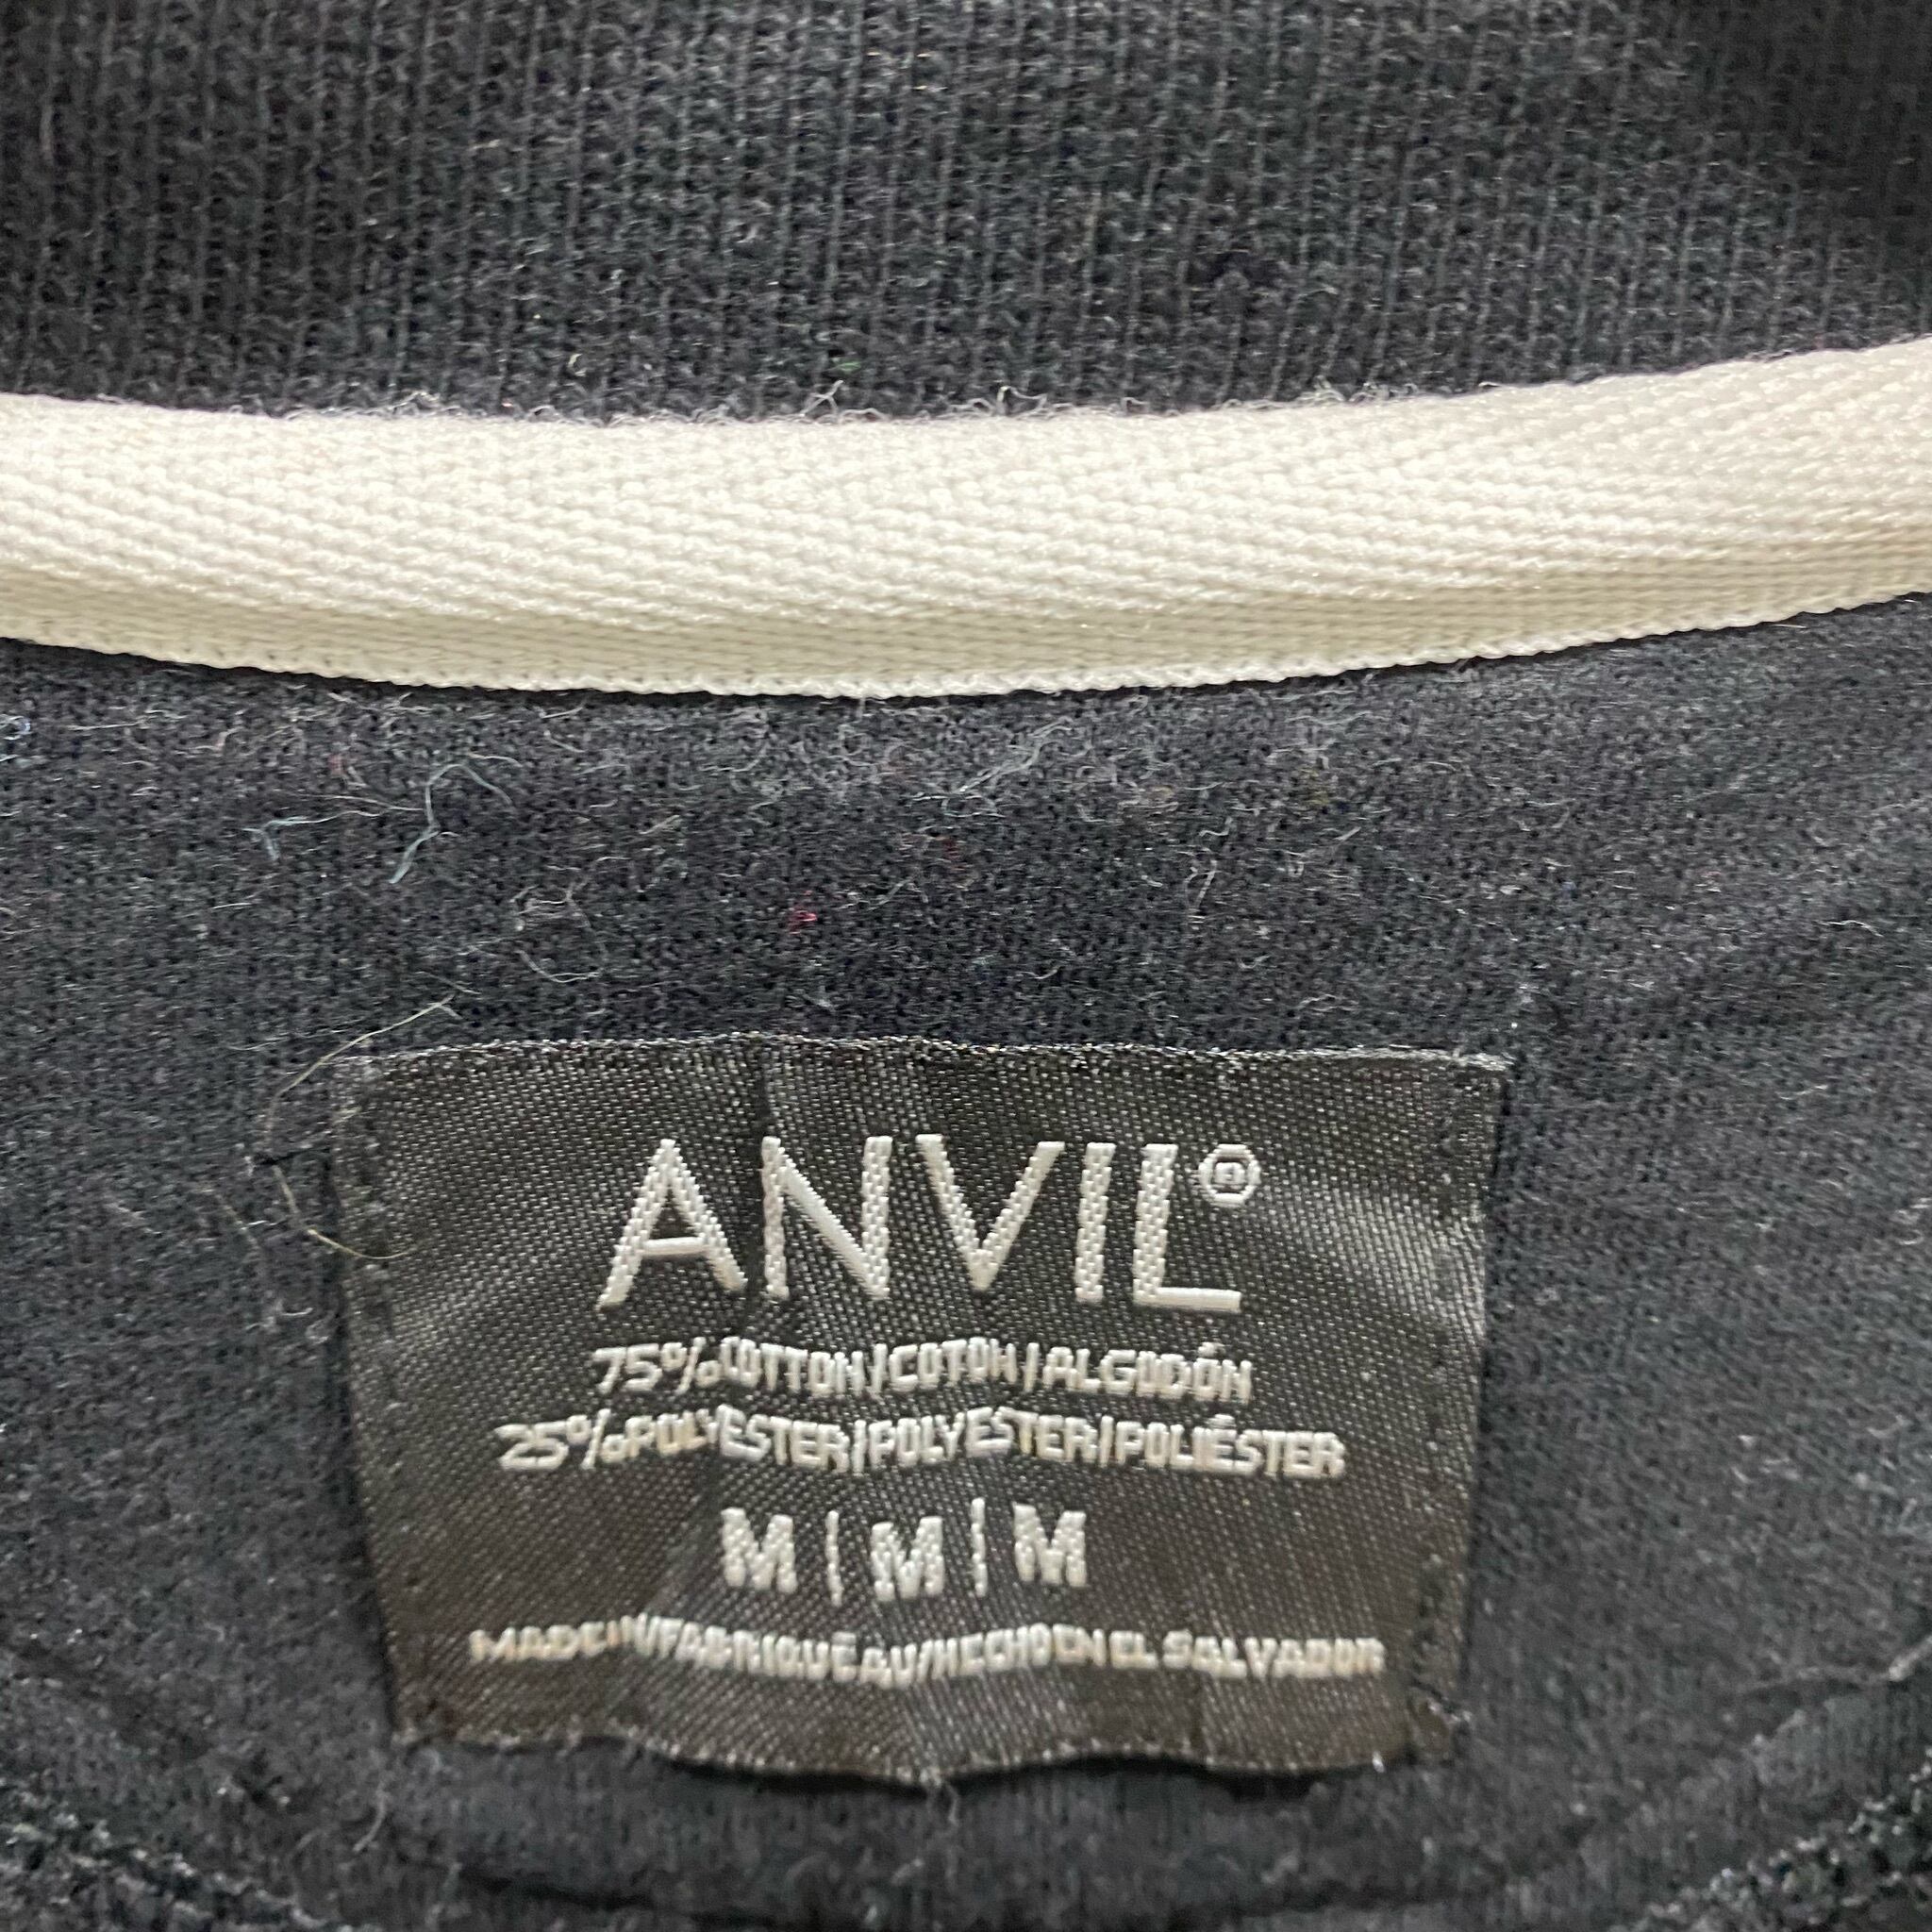 ANVIL®
75% COTTON/COTON/ALGODÓN
25% POLYESTER/POLYESTER/POLIÉSTER
M | M | M
MADE IN/FABRIQUÉ AU/HECHO EN EL SALVADOR